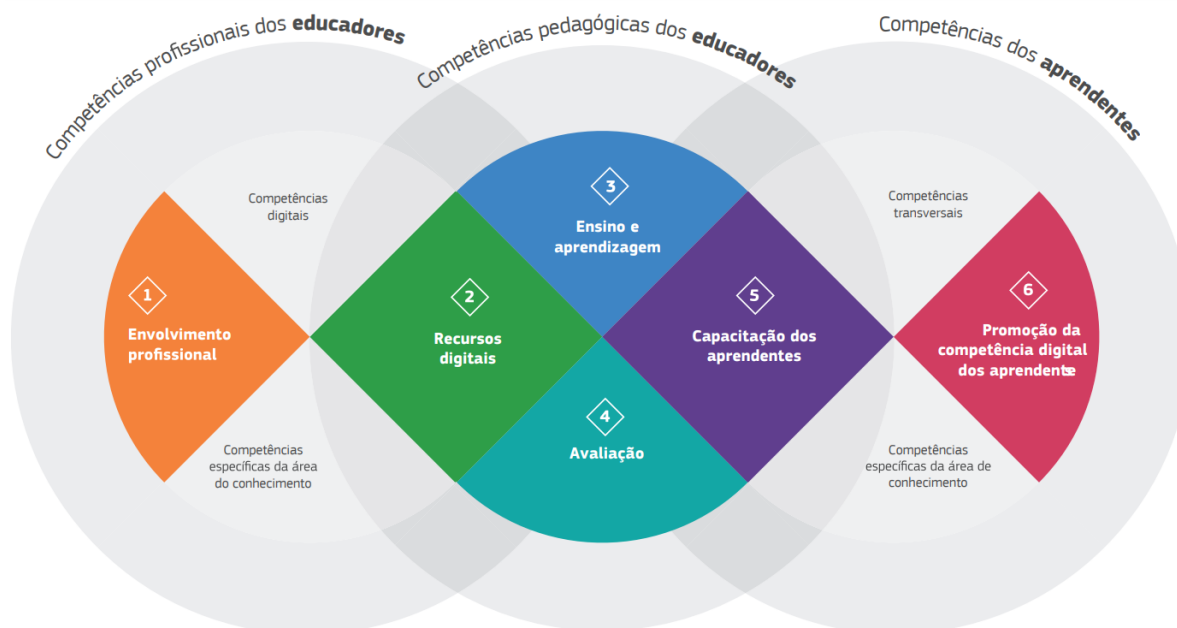 Competências profissionais dos educadores
Competências pedagógicas dos educadores
Competências dos aprendentes
Competências
digitais
1
Envolvimento
profissional
Competências
específicas da área
do conhecimento
2
Recursos
digitais
3
Ensino e
aprendizagem
4
Avaliação
5
Capacitação dos
aprendentes
Competências
transversais
6
Promoção da
competência digital
dos aprendentse
Competências
específicas da área de
conhecimento